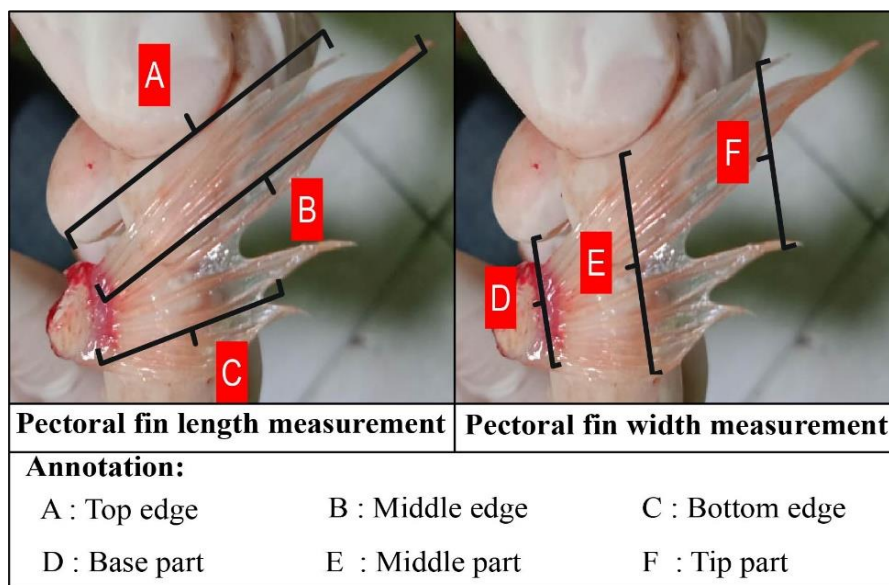 A
B
C
D
E
F
Pectoral fin length measurement
Pectoral fin width measurement
Annotation:
A : Top edge B : Middle edge C : Bottom edge
D : Base part E : Middle part F : Tip part